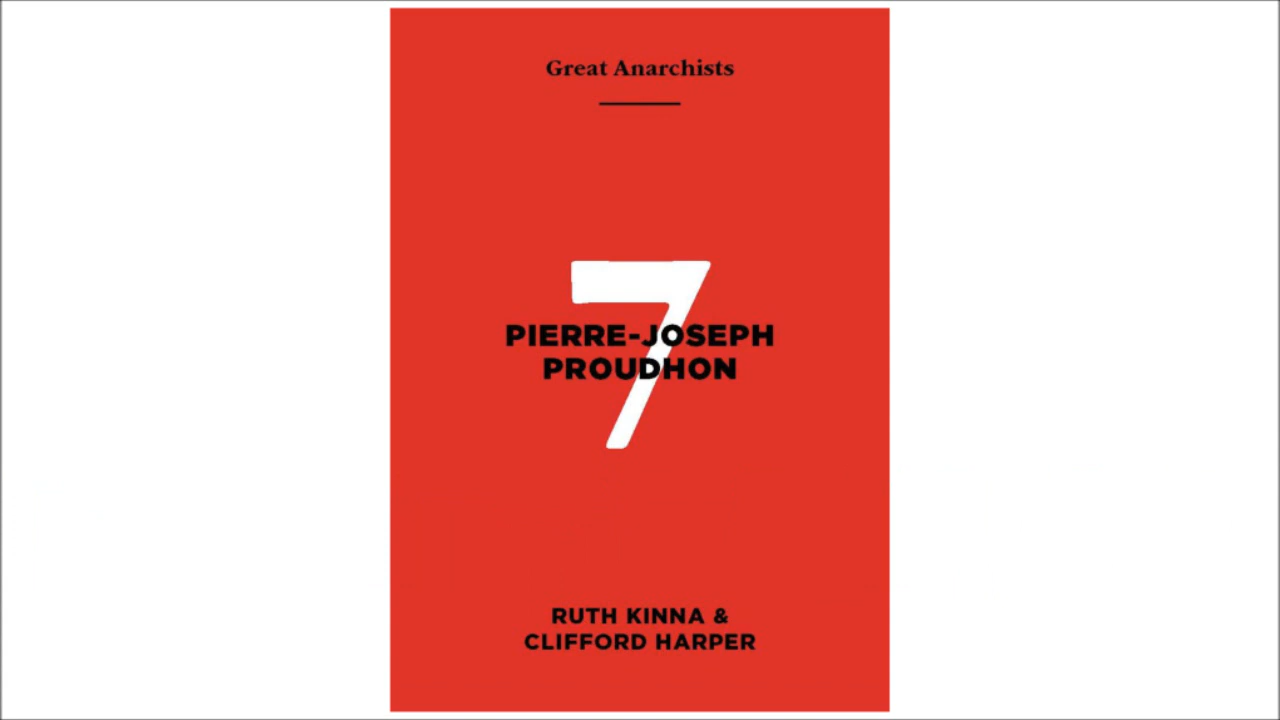 Great Anarchists
7
PIERRE-JOSEPH
PROUDHON
RUTH KINNA &
CLIFFORD HARPER